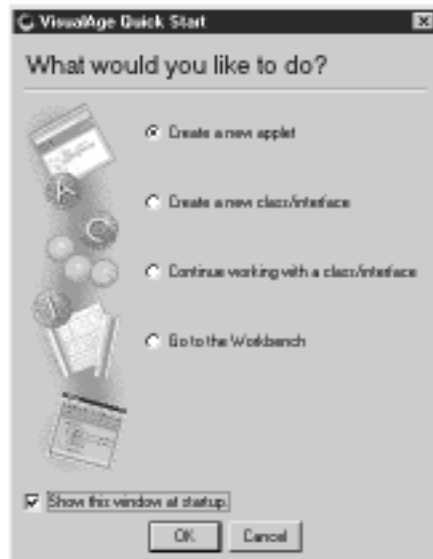 VisualAge Quick Start
What would you like to do?
Create a new applet
Create a new class/interface
Continue working with a class/interface
Go to the Workbench
Show this window at startup.
OK Cancel